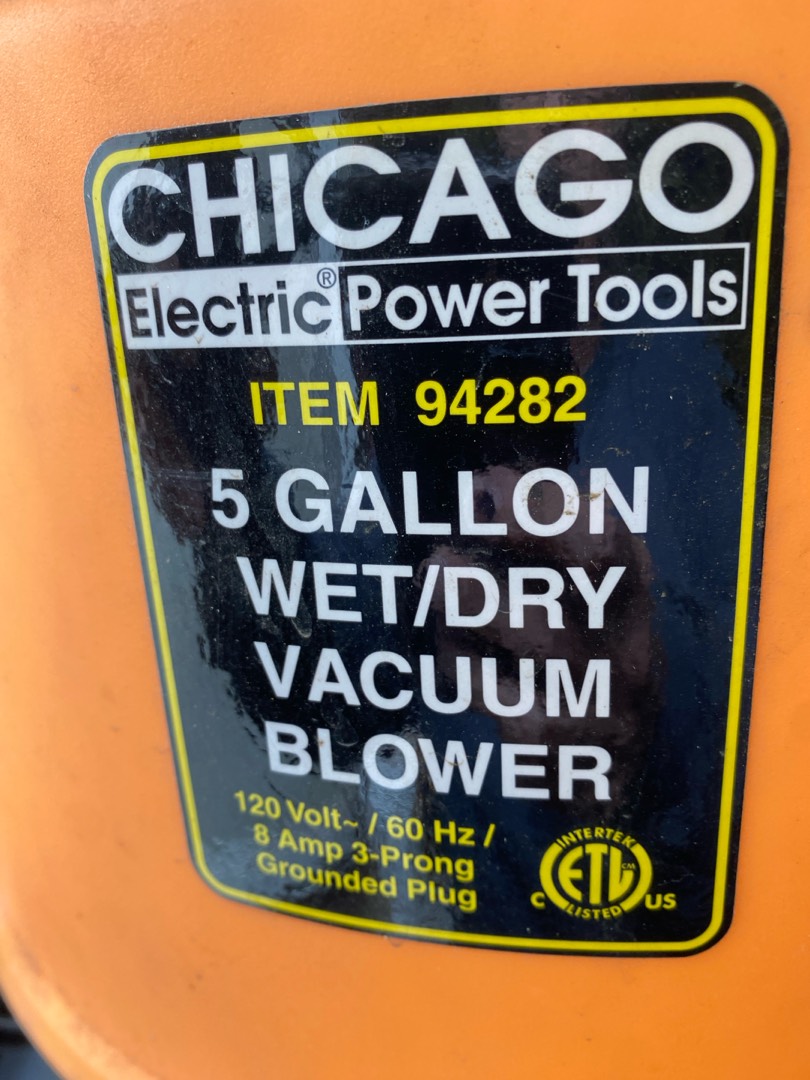 CHICAGO
Electric® Power Tools
ITEM 94282
5 GALLON
WET/DRY
VACUUM
BLOWER
120 Volt~ / 60 Hz /
8 Amp 3-Prong
Grounded Plug
INTERTEK
ETL CM
C US
LISTED